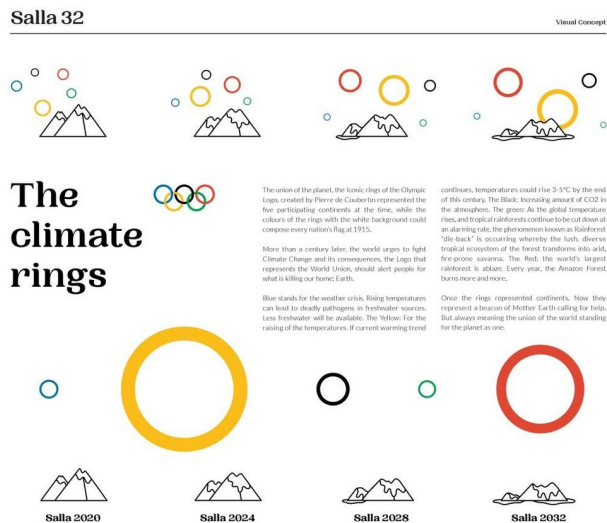 Salla 32
Visual Concept
The
climate
rings
The union of the planet, the iconic rings of the Olympic
Logo, created by Pierre de Coubertin represented the
five participating continents at the time, while the
colours of the rings with the white background could
compose every nation's flag at 1915.
More than a century later, the world urges to fight
Climate Change and its consequences, the Logo that
represents the World Union, should alert people for
what is killing our home: Earth.
Blue stands for the weather crisis. Rising temperatures
can lead to deadly pathogens in freshwater sources.
Less freshwater will be available. The Yellow: For the
raising of the temperatures. If current warming trend
continues, temperatures could rise 3-5°C by the end
of this century. The Black: Increasing amount of CO2 in
the atmosphere. The green: As the global temperature
rises, and tropical rainforests continue to be cut down at
an alarming rate, the phenomenon known as Rainforest
"die-back" is occurring whereby the lush, diverse
tropical ecosystem of the forest transforms into arid,
fire-prone savanna. The Red: the world's largest
rainforest is ablaze. Every year, the Amazon Forest
burns more and more.
Once the rings represented continents, Now they
represent a beacon of Mother Earth calling for help.
But always meaning the union of the world standing
for the planet as one.
Salla 2020
Salla 2024
Salla 2028
Salla 2032